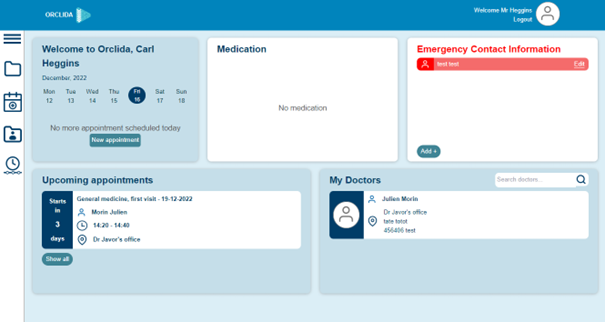 ORCLIDA
Welcome Mr Heggins
Logout
Welcome to Orclida, Carl
Heggins
December, 2022
Mon Tue Wed Thu Fri Sat Sun
12 13 14 15 16 17 18
No more appointment scheduled today
New appointment
Medication
No medication
Emergency Contact Information
test test
Edit
Add +
Upcoming appointments
Starts
in
3
days
General medicine, first visit - 19-12-2022
Morin Julien
14:20 - 14:40
Dr Javor's office
Show all
My Doctors
Search doctors...
Julien Morin
Dr Javor's office
tate totot
456406 test